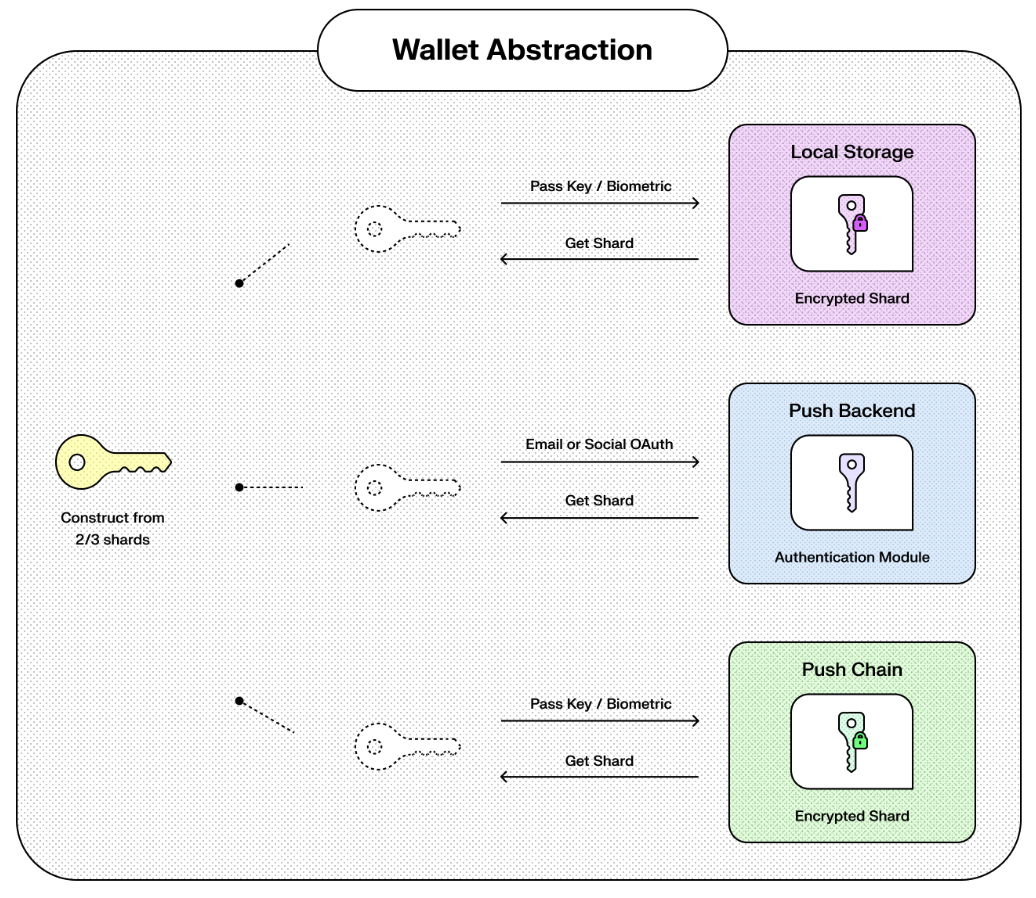 Wallet Abstraction
Local Storage
Pass Key / Biometric
Get Shard
Encrypted Shard
Push Backend
Email or Social OAuth
Get Shard
Authentication Module
Construct from
2/3 shards
Push Chain
Pass Key / Biometric
Get Shard
Encrypted Shard